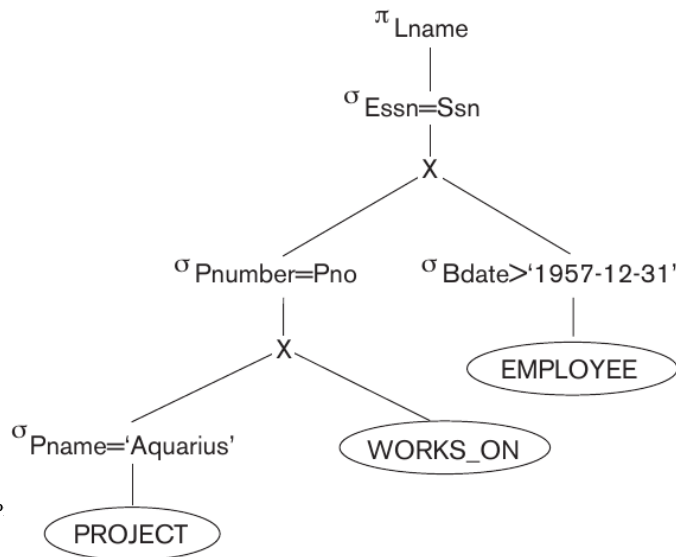 π Lname
σ Essn=Ssn
X
σ Pnumber=Pno σ Bdate>‘1957-12-31’
X
EMPLOYEE
σ Pname=‘Aquarius’
WORKS_ON
PROJECT